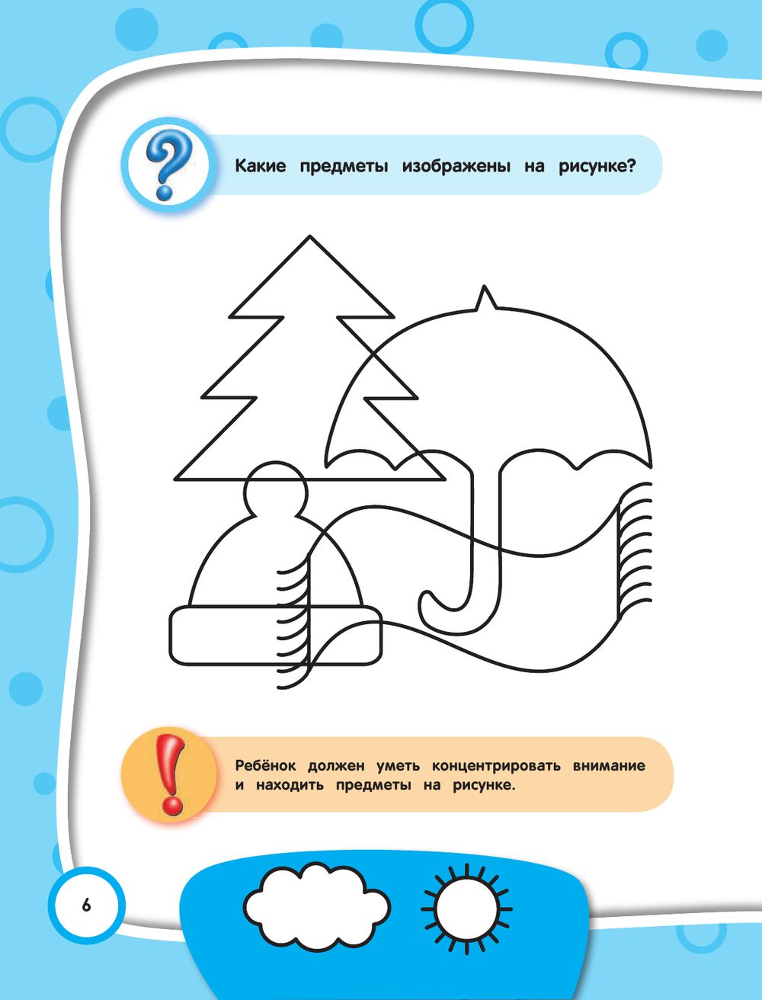 Какие предметы изображены на рисунке?
Ребёнок должен уметь концентрировать внимание
и находить предметы на рисунке.
6